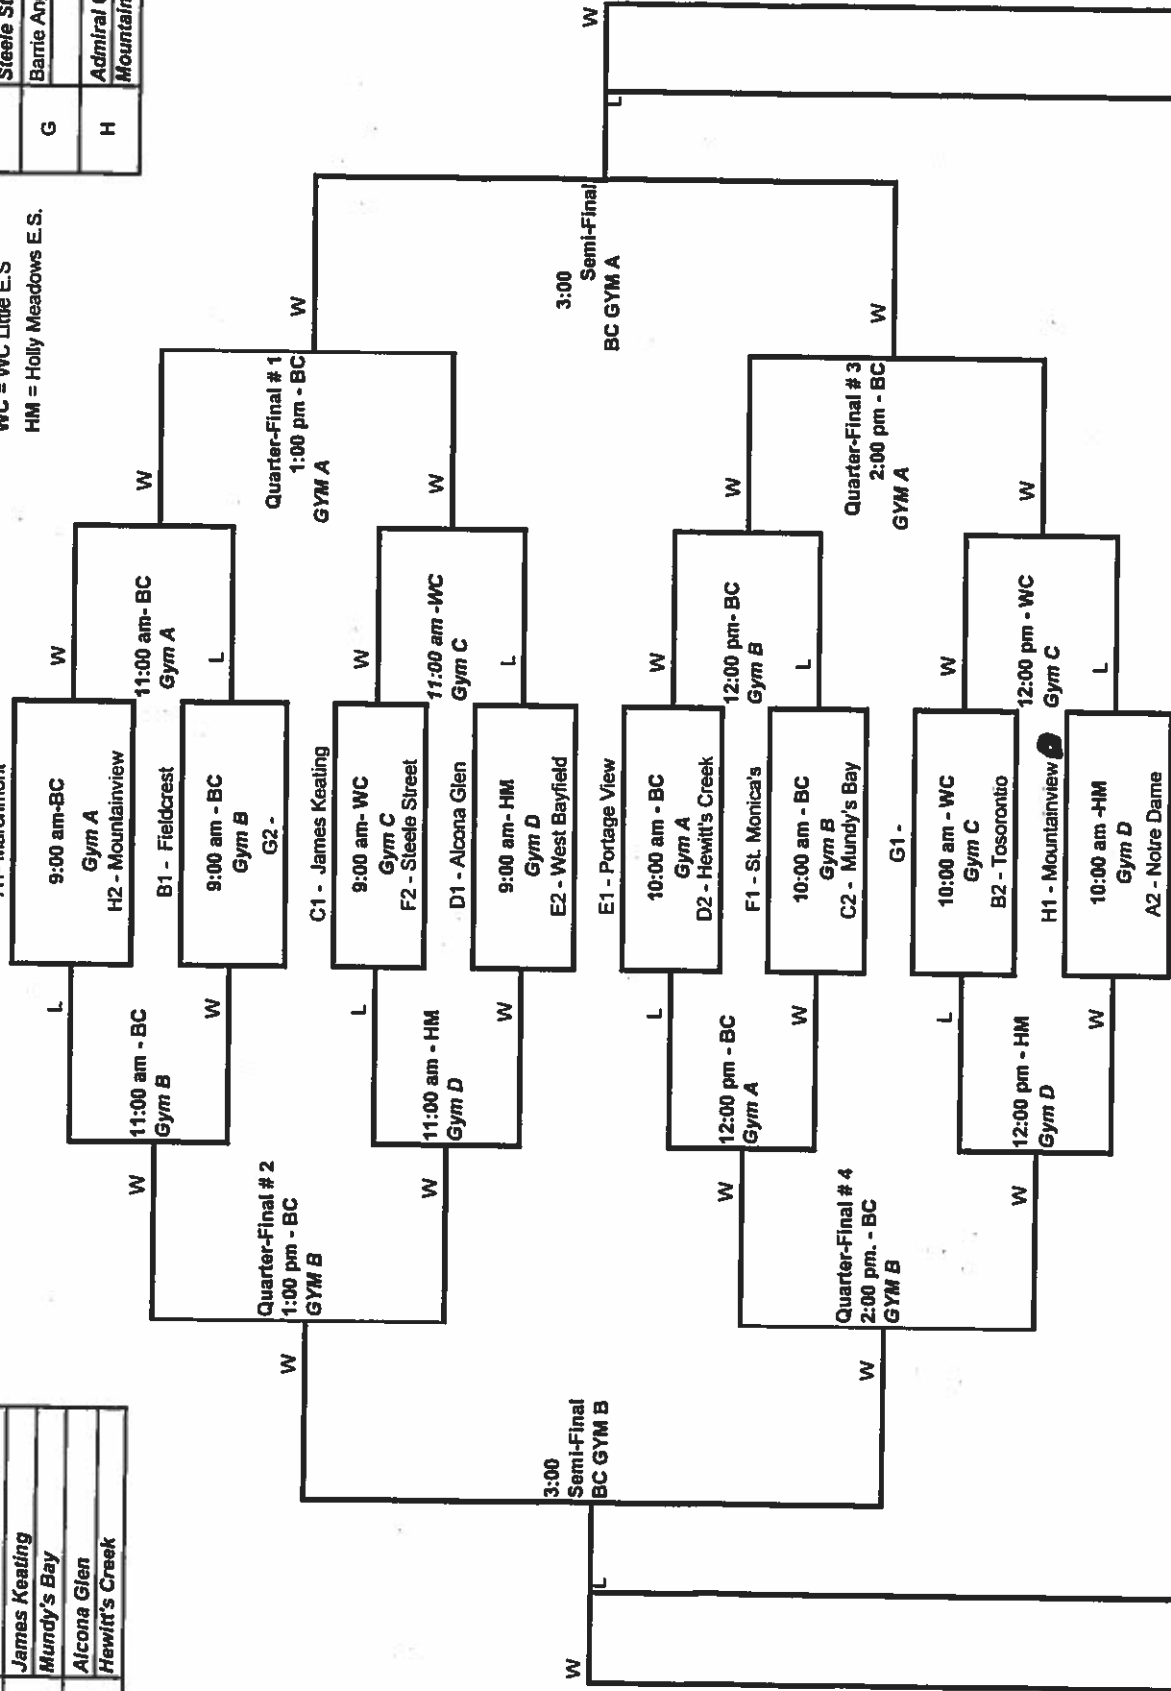 James Keating
Mundy's Bay
Alcona Glen
Hewitt's Creek
HM = Holly Meadows E.S.
G
Barrie
H
Admiral
W
L
3:00
Semi-Final
BC GYM B
W
Quarter-Final # 2
1:00 pm - BC
GYM B
W
Quarter-Final # 4
2:00 pm. - BC
GYM B
W
11:00 am - BC
Gym B
W
11:00 am - HM
Gym D
W
12:00 pm - BC
Gym A
W
12:00 pm - HM
Gym D
L
W
L
W
L
W
L
W
9:00 am-BC
Gym A
H2 - Mountainview
B1 - Fieldcrest
9:00 am - BC
Gym B
G2 -
C1 - James Keating
9:00 am- WC
Gym C
F2 - Steele Street
D1 - Alcona Glen
9:00 am- HM
Gym D
E2 - West Bayfield
E1 - Portage View
10:00 am - BC
Gym A
D2 - Hewitt's Creek
F1 - St. Monica's
10:00 am - BC
Gym B
C2 - Mundy's Bay
G1 -
10:00 am - WC
Gym C
B2 - Tosorontio
H1 - Mountainview
10:00 am -HM
Gym D
A2 - Notre Dame
W
11:00 am- BC
Gym A
L
W
11:00 am -WC
Gym C
L
W
12:00 pm- BC
Gym B
L
W
12:00 pm - WC
Gym C
L
W
Quarter-Final # 1
1:00 pm - BC
GYM A
W
W
Quarter-Final # 3
2:00 pm - BC
GYM A
W
W
3:00
Semi-Final
BC GYM A
W
W
L